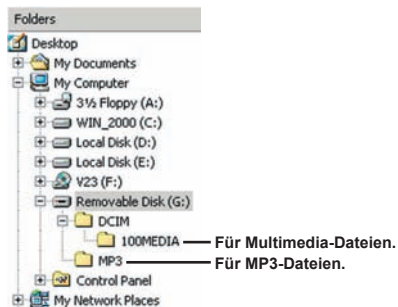 Folders
Desktop
My Documents
My Computer
3½ Floppy (A:)
WIN_2000 (C:)
Local Disk (D:)
Local Disk (E:)
V23 (F:)
Removable Disk (G:)
DCIM
100MEDIA Für Multimedia-Dateien.
MP3 Für MP3-Dateien.
Control Panel
My Network Places